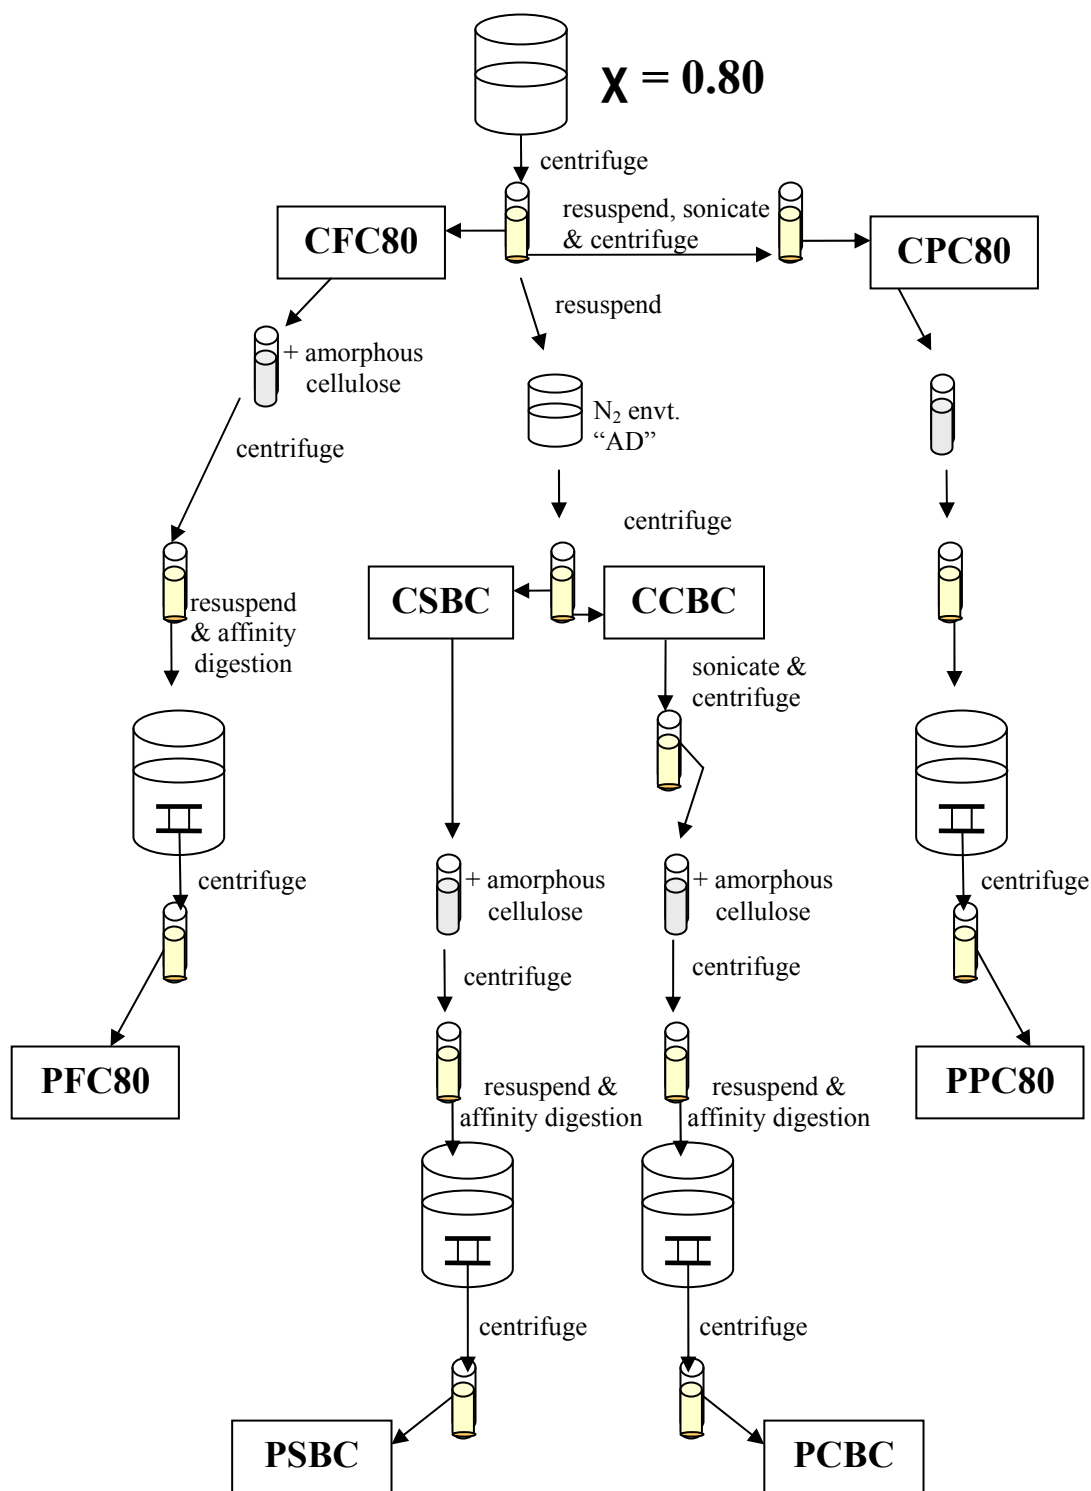 χ = 0.80
centrifuge
resuspend, sonicate
& centrifuge
CFC80
CPC80
resuspend
+ amorphous
cellulose
N₂ envt.
“AD”
centrifuge
centrifuge
CSBC
CCBC
resuspend
& affinity
digestion
sonicate &
centrifuge
centrifuge
+ amorphous
cellulose
+ amorphous
cellulose
centrifuge
centrifuge
centrifuge
PFC80
PPC80
resuspend &
affinity digestion
resuspend &
affinity digestion
centrifuge
centrifuge
PSBC
PCBC